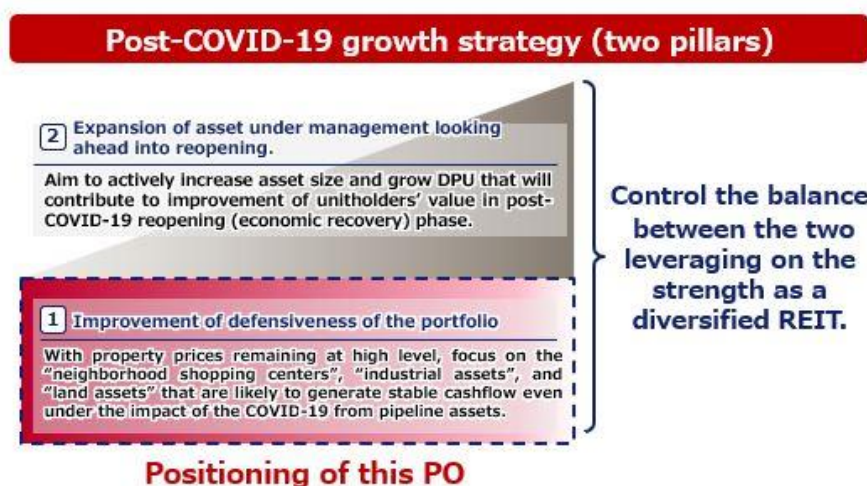 Post-COVID-19 growth strategy (two pillars)
2 Expansion of asset under management looking
ahead into reopening.
Aim to actively increase asset size and grow DPU that will
contribute to improvement of unitholders’ value in post-
COVID-19 reopening (economic recovery) phase.
1 Improvement of defensiveness of the portfolio
With property prices remaining at high level, focus on the
“neighborhood shopping centers”, “industrial assets”, and
“land assets” that are likely to generate stable cashflow even
under the impact of the COVID-19 from pipeline assets.
Positioning of this PO
Control the balance
between the two
leveraging on the
strength as a
diversified REIT.